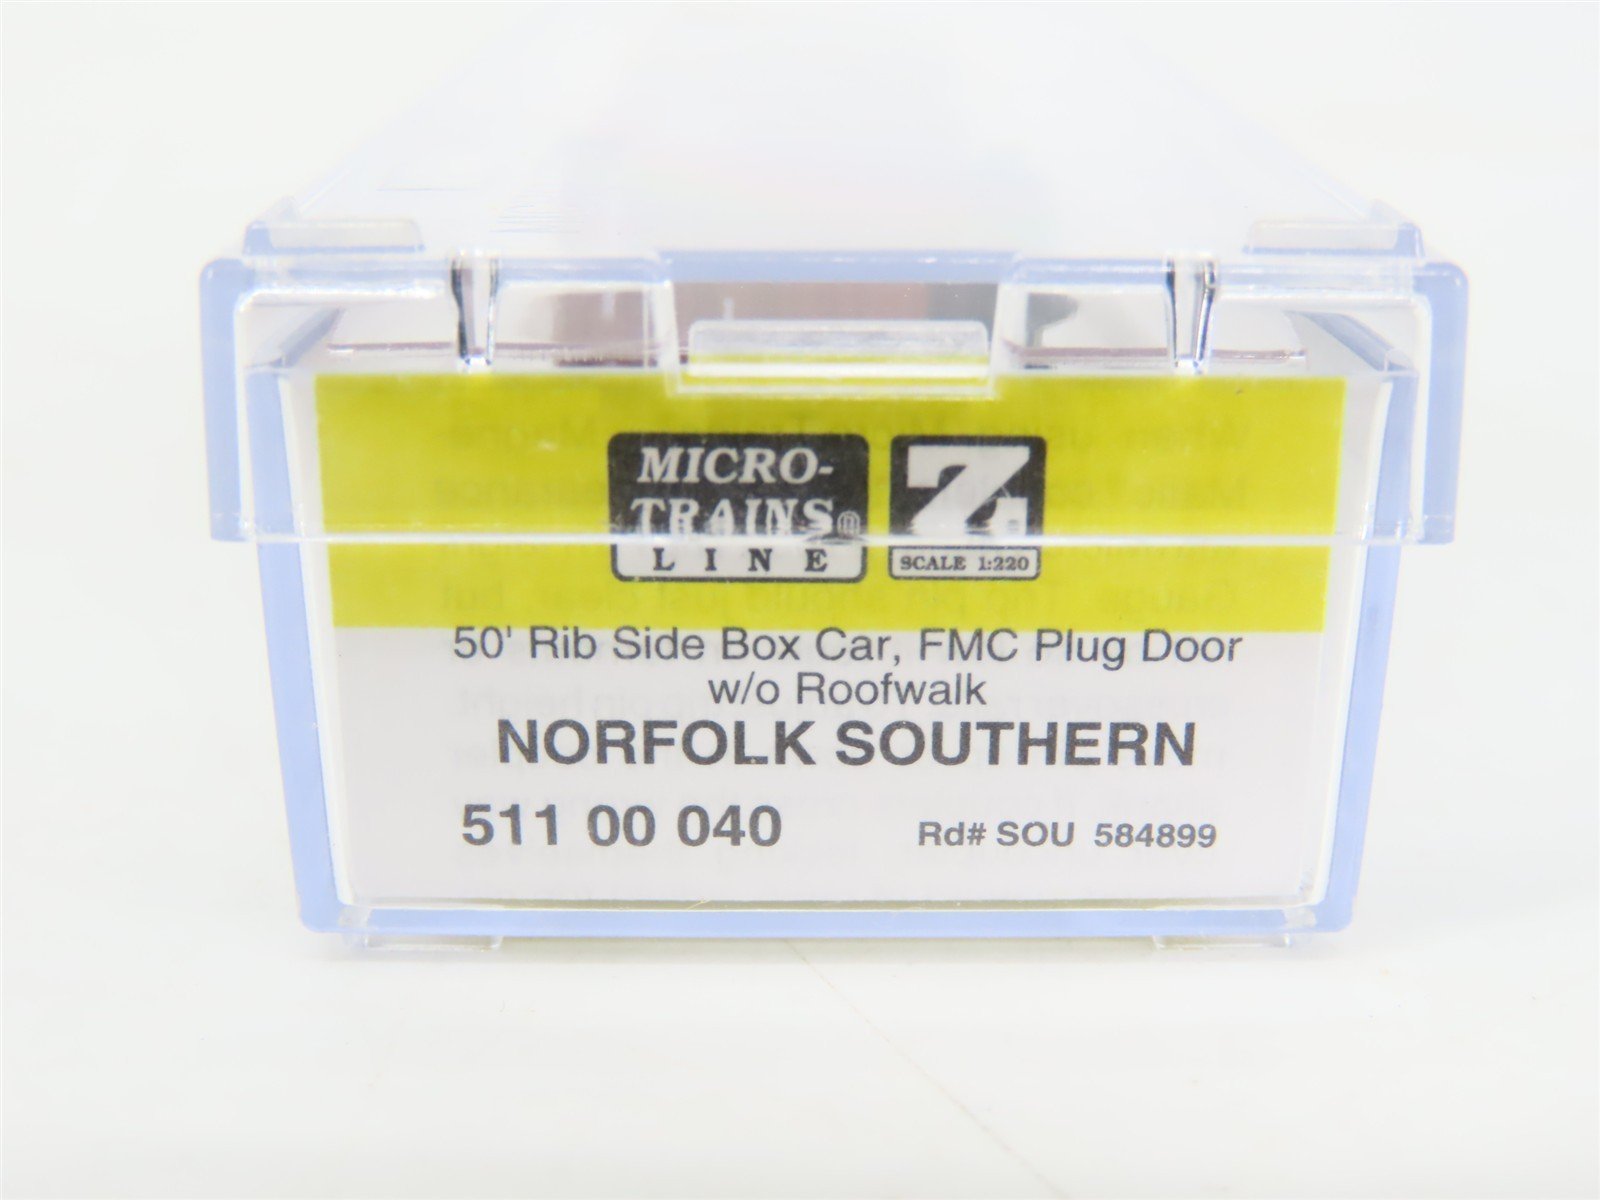 MICRO-
TRAINS®
LINE
Z
SCALE 1:220
50' Rib Side Box Car, FMC Plug Door
w/o Roofwalk
NORFOLK SOUTHERN
511 00 040
Rd# SOU 584899